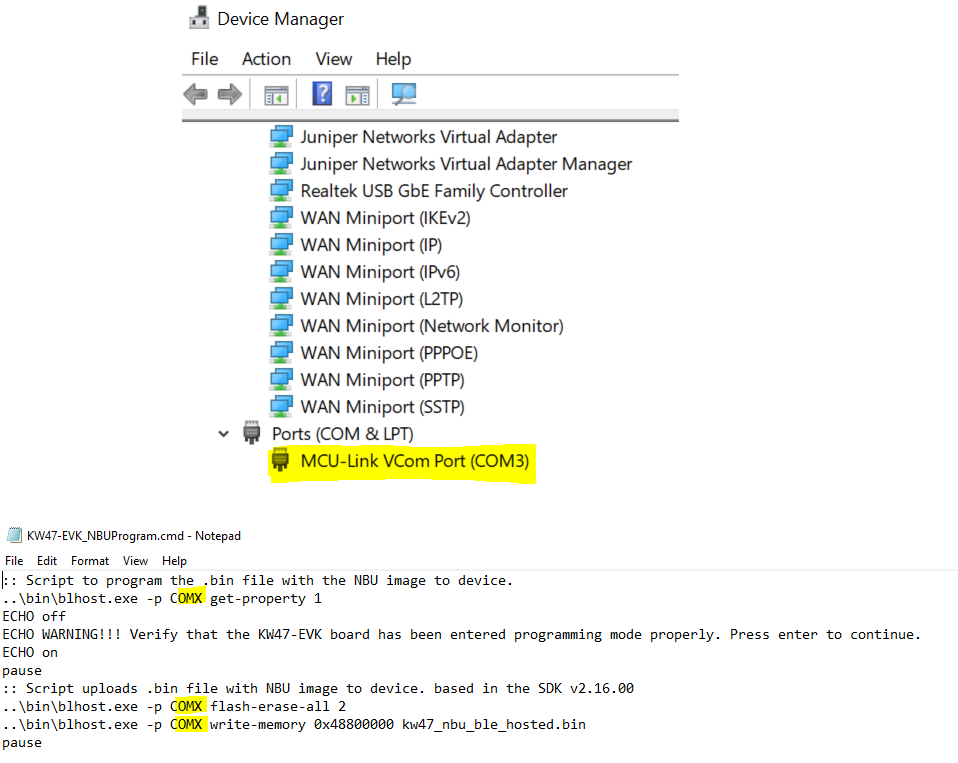 Device Manager
File Action View Help
Juniper Networks Virtual Adapter
Juniper Networks Virtual Adapter Manager
Realtek USB GbE Family Controller
WAN Miniport (IKEv2)
WAN Miniport (IP)
WAN Miniport (IPv6)
WAN Miniport (L2TP)
WAN Miniport (Network Monitor)
WAN Miniport (PPPOE)
WAN Miniport (PPTP)
WAN Miniport (SSTP)
Ports (COM & LPT)
MCU-Link VCom Port (COM3)
KW47-EVK_NBUProgram.cmd - Notepad
File Edit Format View Help
:: Script to program the .bin file with the NBU image to device.
..\bin\blhost.exe -p COMX get-property 1
ECHO off
ECHO WARNING!!! Verify that the KW47-EVK board has been entered programming mode properly. Press enter to continue.
ECHO on
pause
:: Script uploads .bin file with NBU image to device. based in the SDK v2.16.00
..\bin\blhost.exe -p COMX flash-erase-all 2
..\bin\blhost.exe -p COMX write-memory 0x48800000 kw47_nbu_ble_hosted.bin
pause